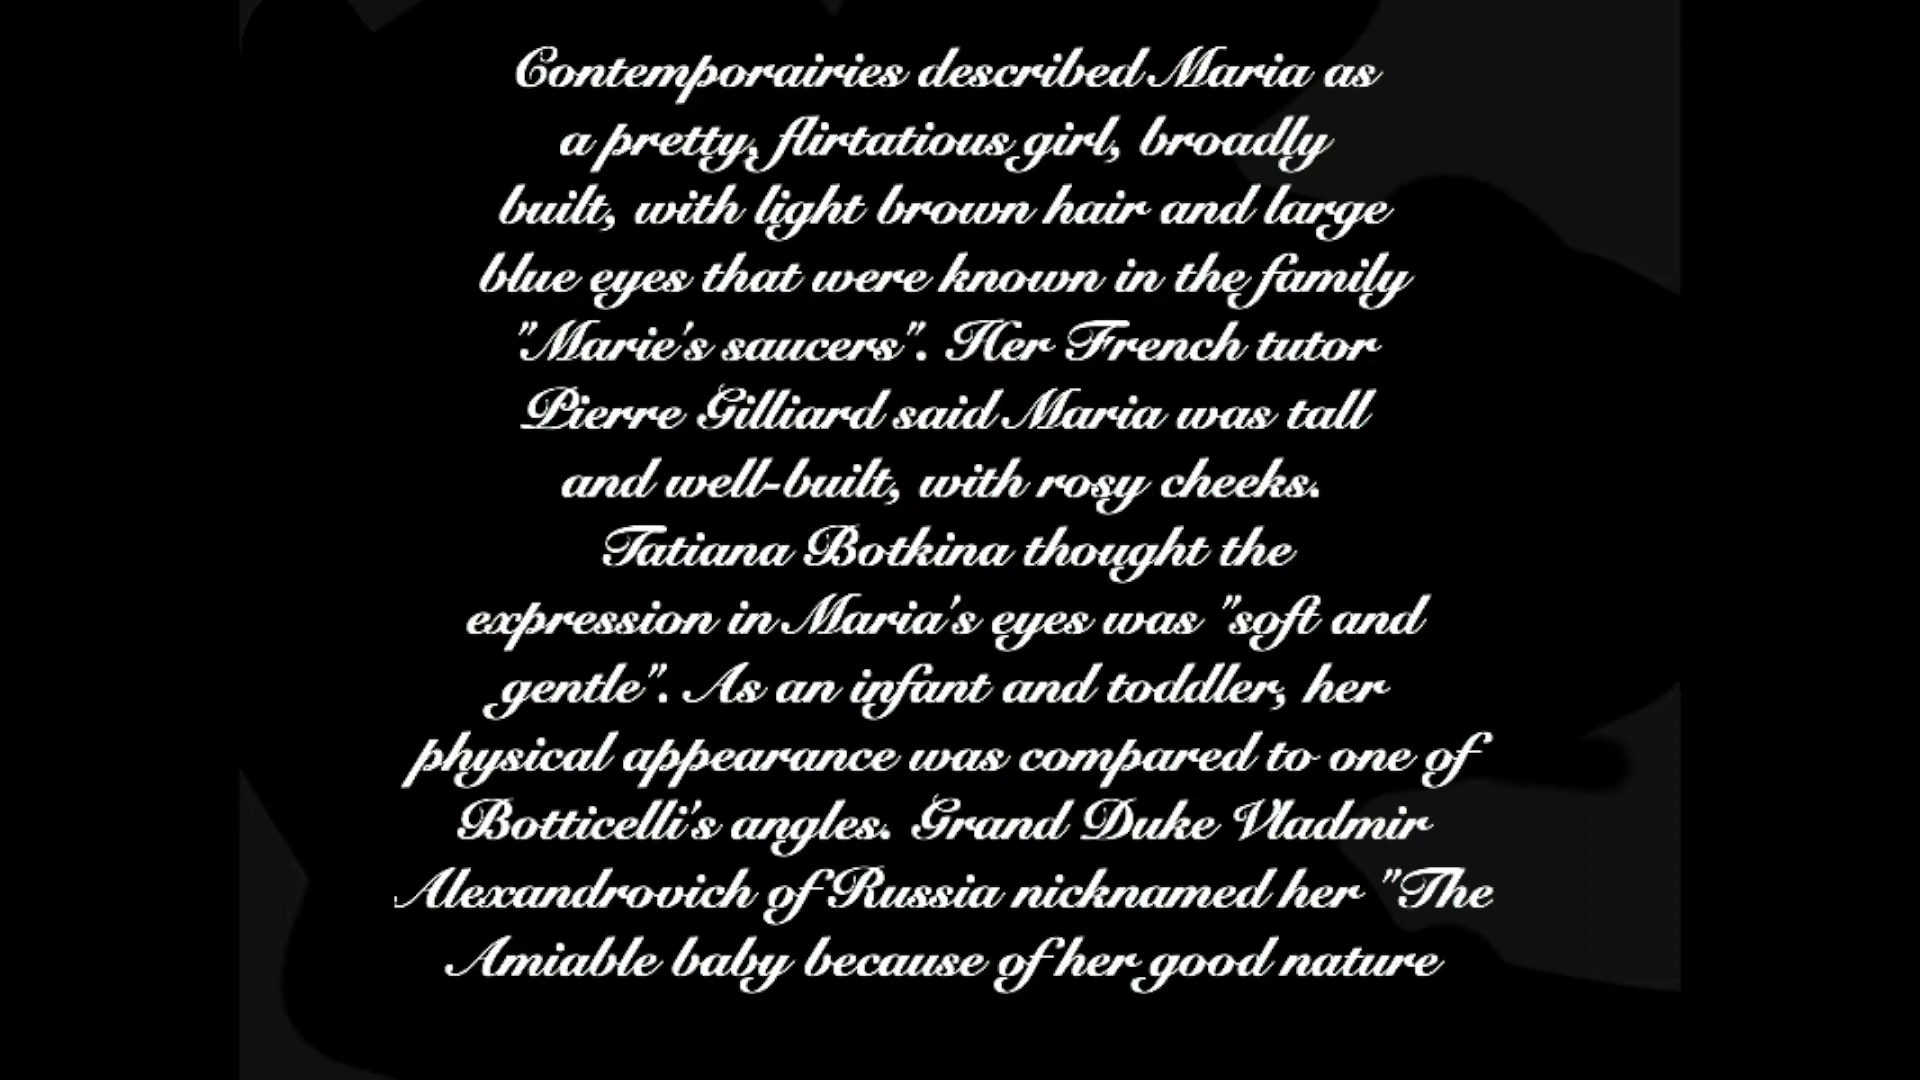 Contemporairies described Maria as
a pretty, flirtatious girl, broadly
built, with light brown hair and large
blue eyes that were known in the family
"Marie's saucers". Her French tutor
Pierre Gilliard said Maria was tall
and well-built, with rosy cheeks.
Tatiana Botkina thought the
expression in Maria's eyes was "soft and
gentle". As an infant and toddler, her
physical appearance was compared to one of
Botticelli's angles. Grand Duke Vladmir
Alexandrovich of Russia nicknamed her "The
Amiable baby because of her good nature